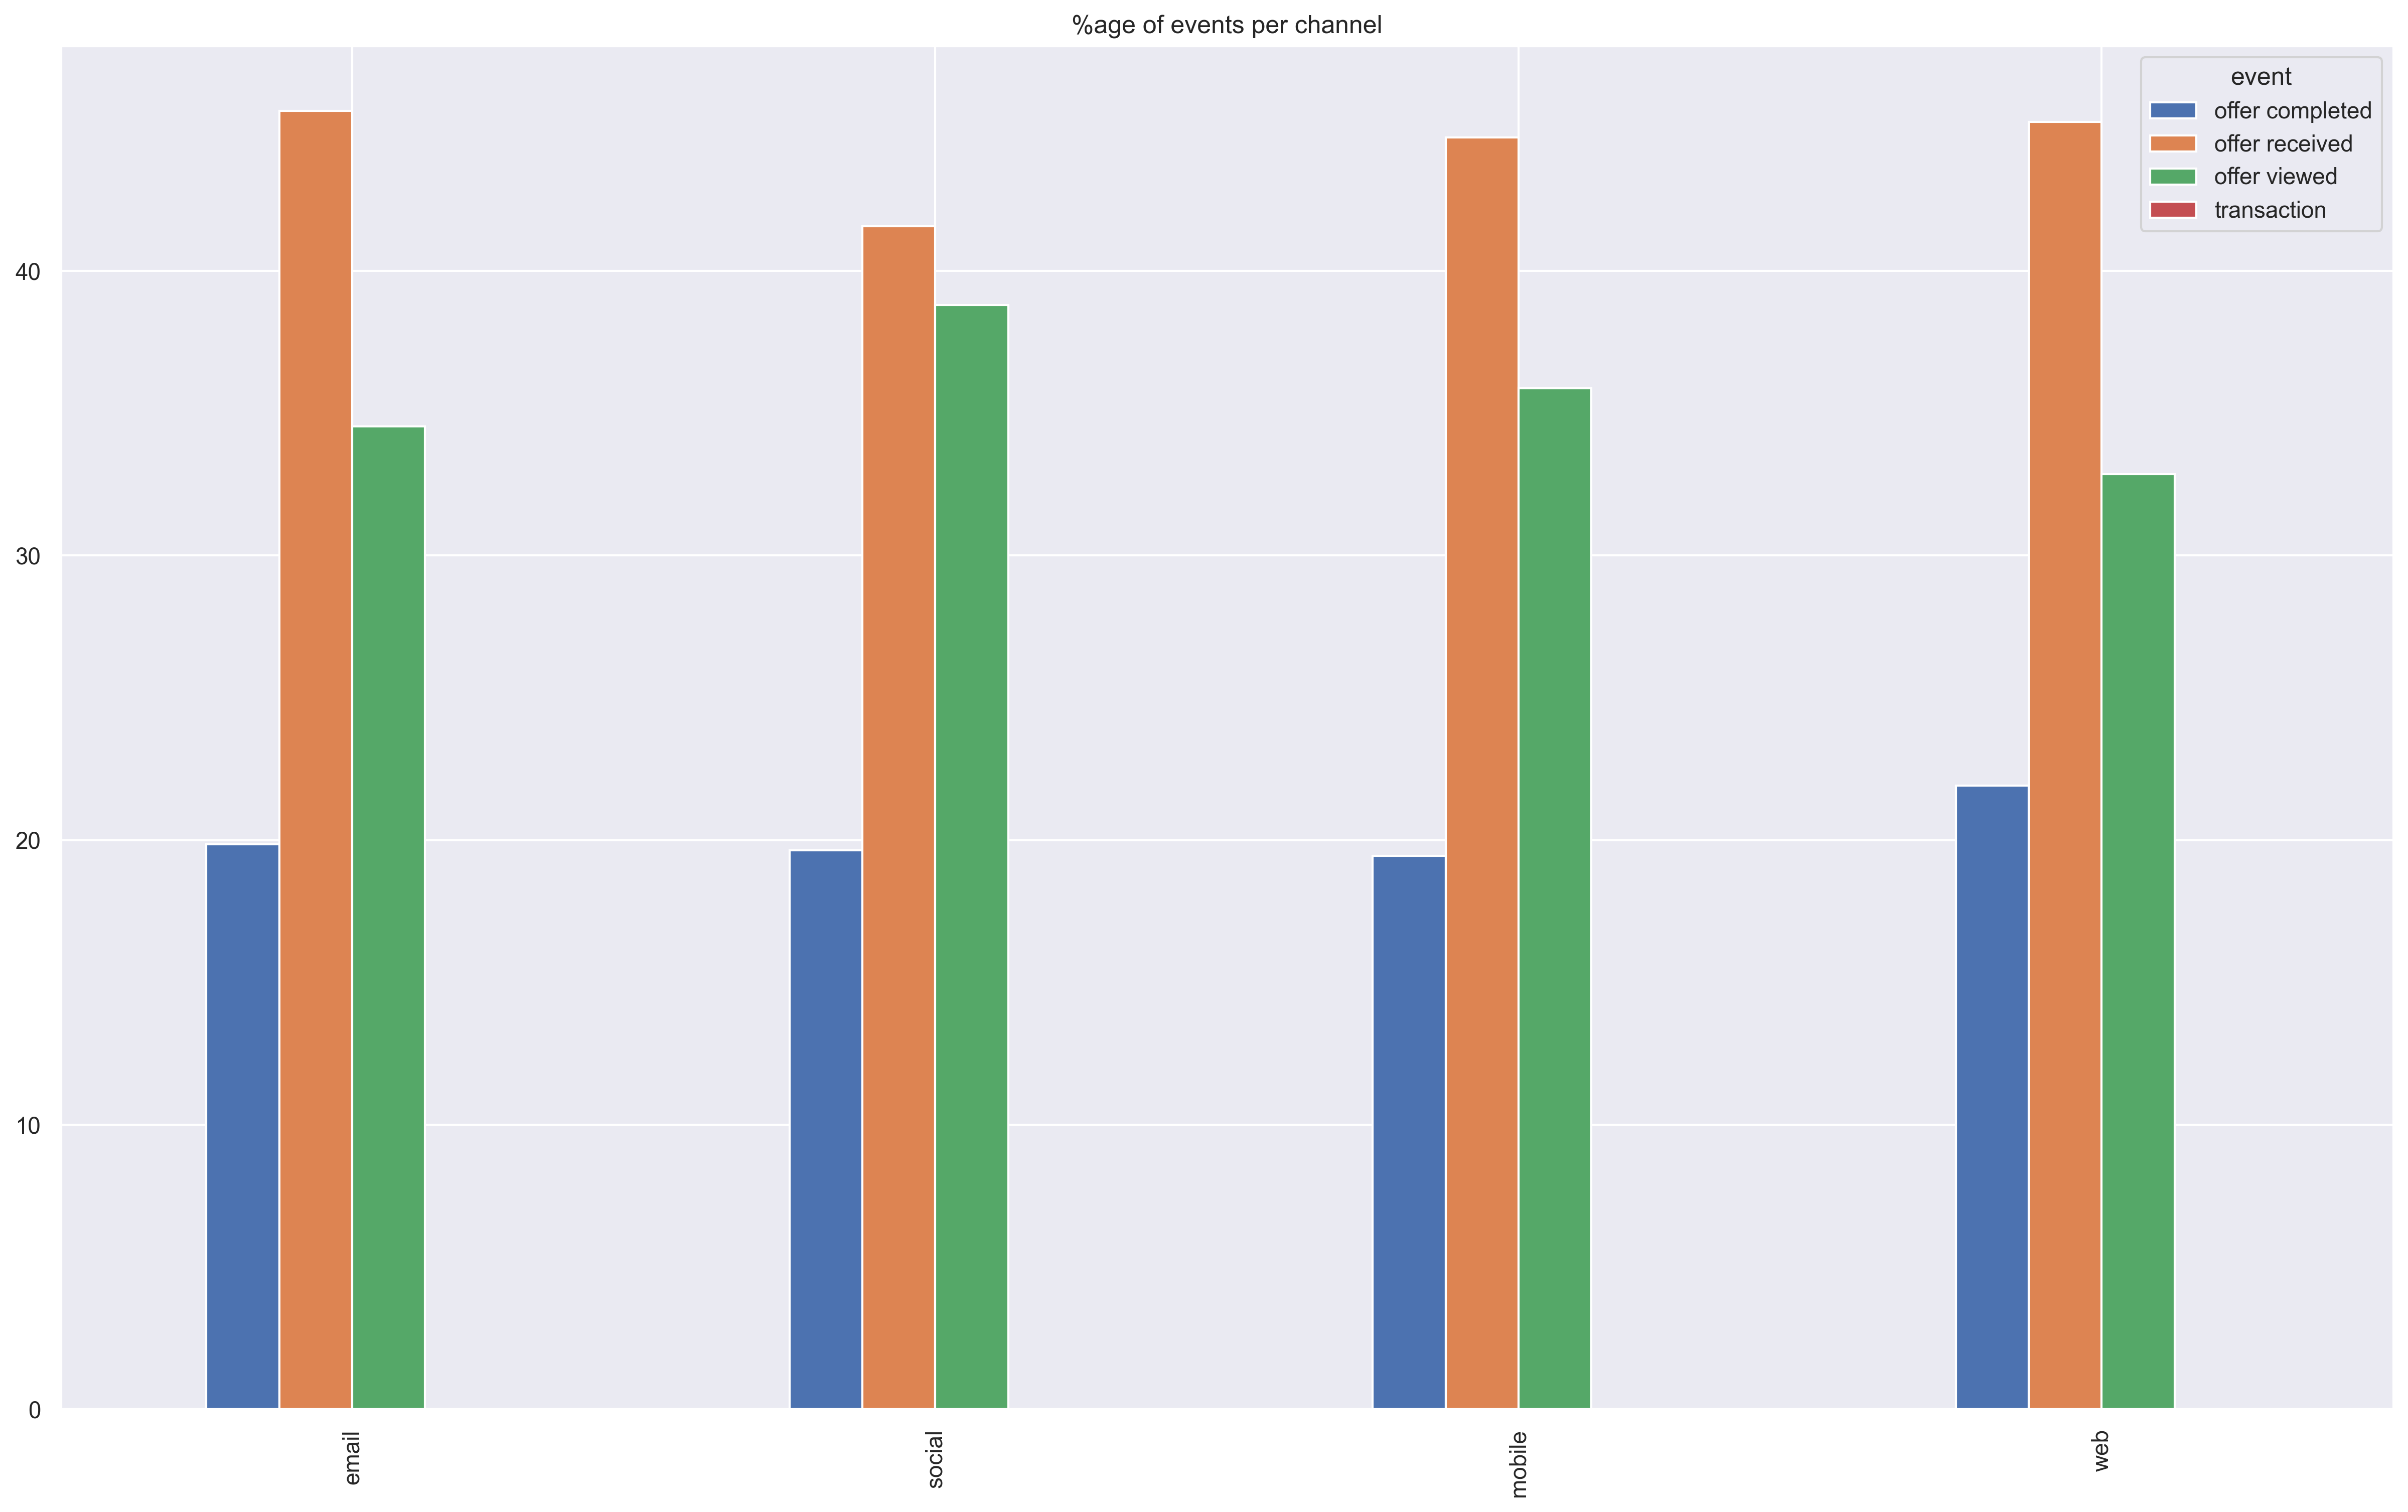 %age of events per channel
event
offer completed
offer received
offer viewed
transaction
40
30
20
10
0
email
social
mobile
web